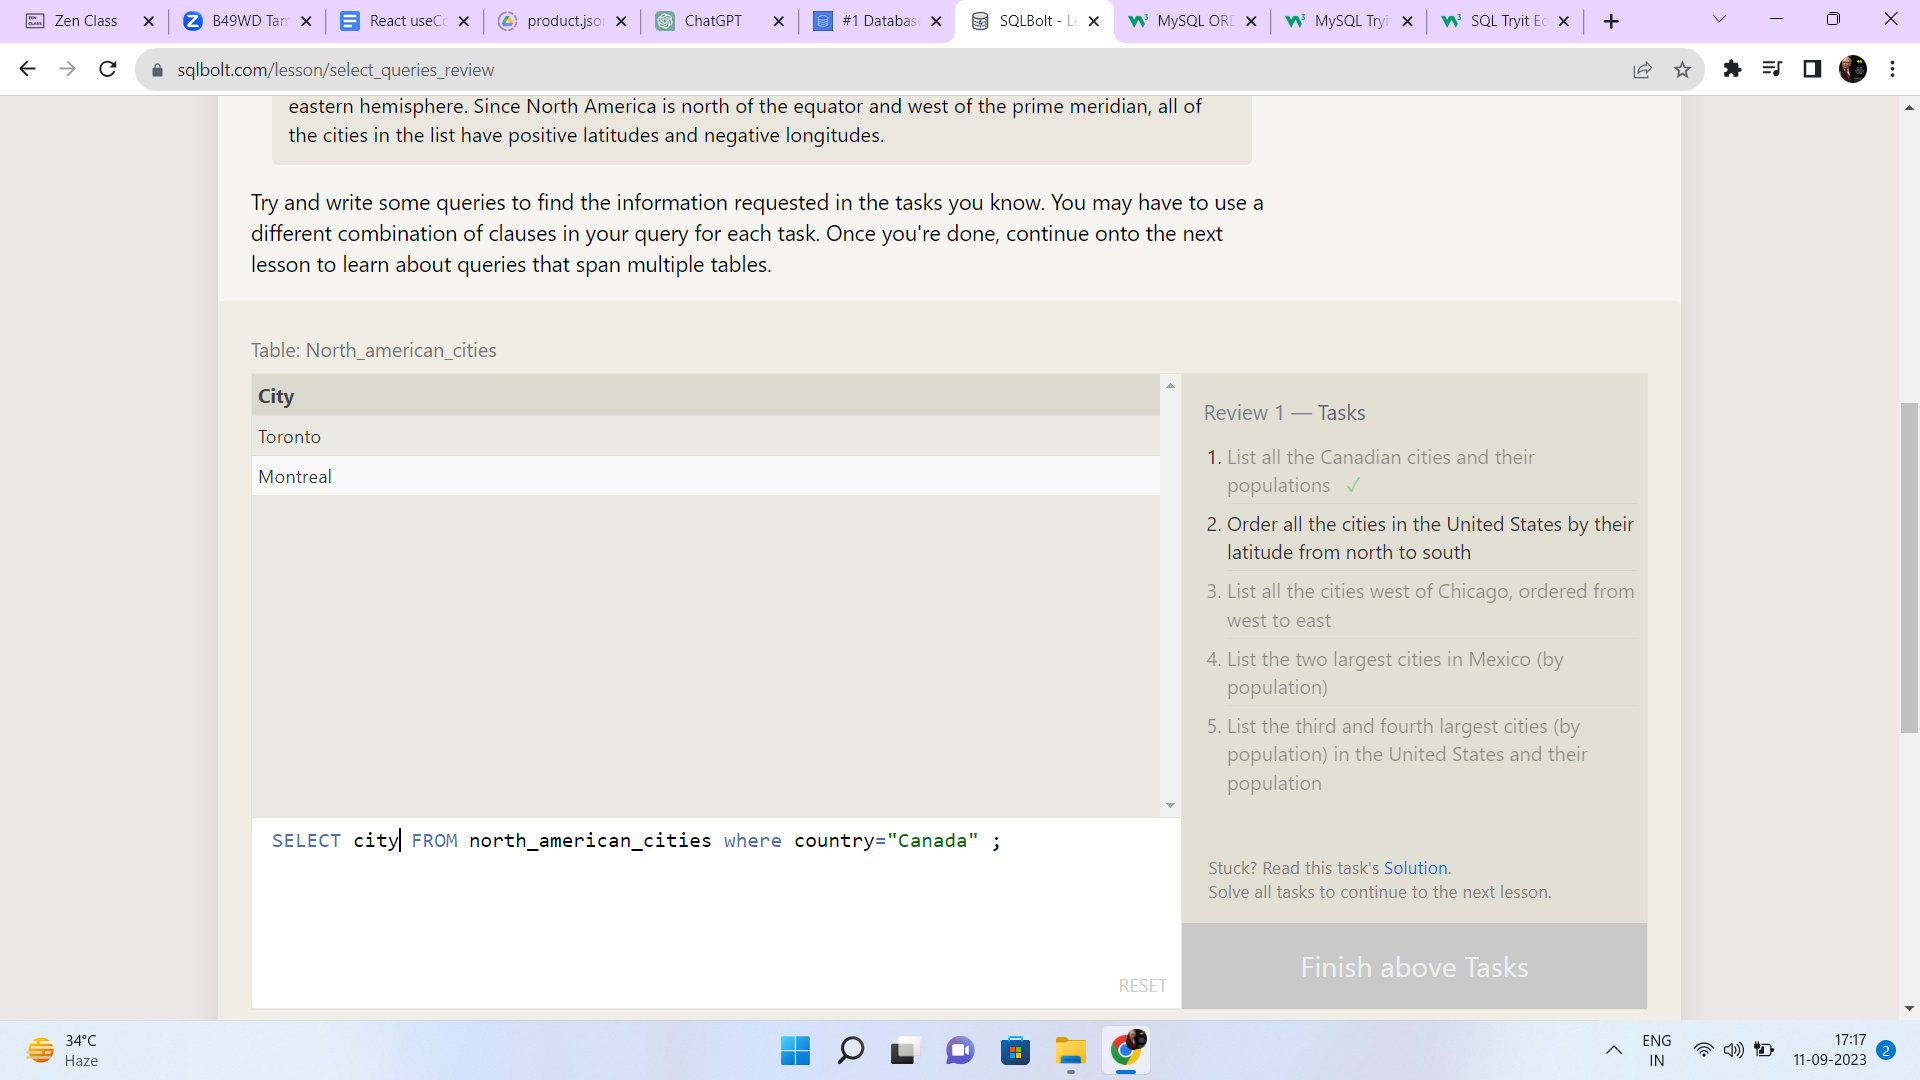 Zen Class
B49WD Tam
React useCo
product.json
ChatGPT
#1 Database
SQLBolt - Le
MySQL ORD
MySQL Tryit
SQL Tryit Ed
sqlbolt.com/lesson/select_queries_review
eastern hemisphere. Since North America is north of the equator and west of the prime meridian, all of
the cities in the list have positive latitudes and negative longitudes.
Try and write some queries to find the information requested in the tasks you know. You may have to use a
different combination of clauses in your query for each task. Once you're done, continue onto the next
lesson to learn about queries that span multiple tables.
Table: North_american_cities
City
Toronto
Montreal
SELECT city FROM north_american_cities where country="Canada" ;
RESET
Review 1 — Tasks
1. List all the Canadian cities and their
populations ✓
2. Order all the cities in the United States by their
latitude from north to south
3. List all the cities west of Chicago, ordered from
west to east
4. List the two largest cities in Mexico (by
population)
5. List the third and fourth largest cities (by
population) in the United States and their
population
Stuck? Read this task's Solution.
Solve all tasks to continue to the next lesson.
Finish above Tasks
34°C
Haze
ENG
IN
17:17
11-09-2023
2